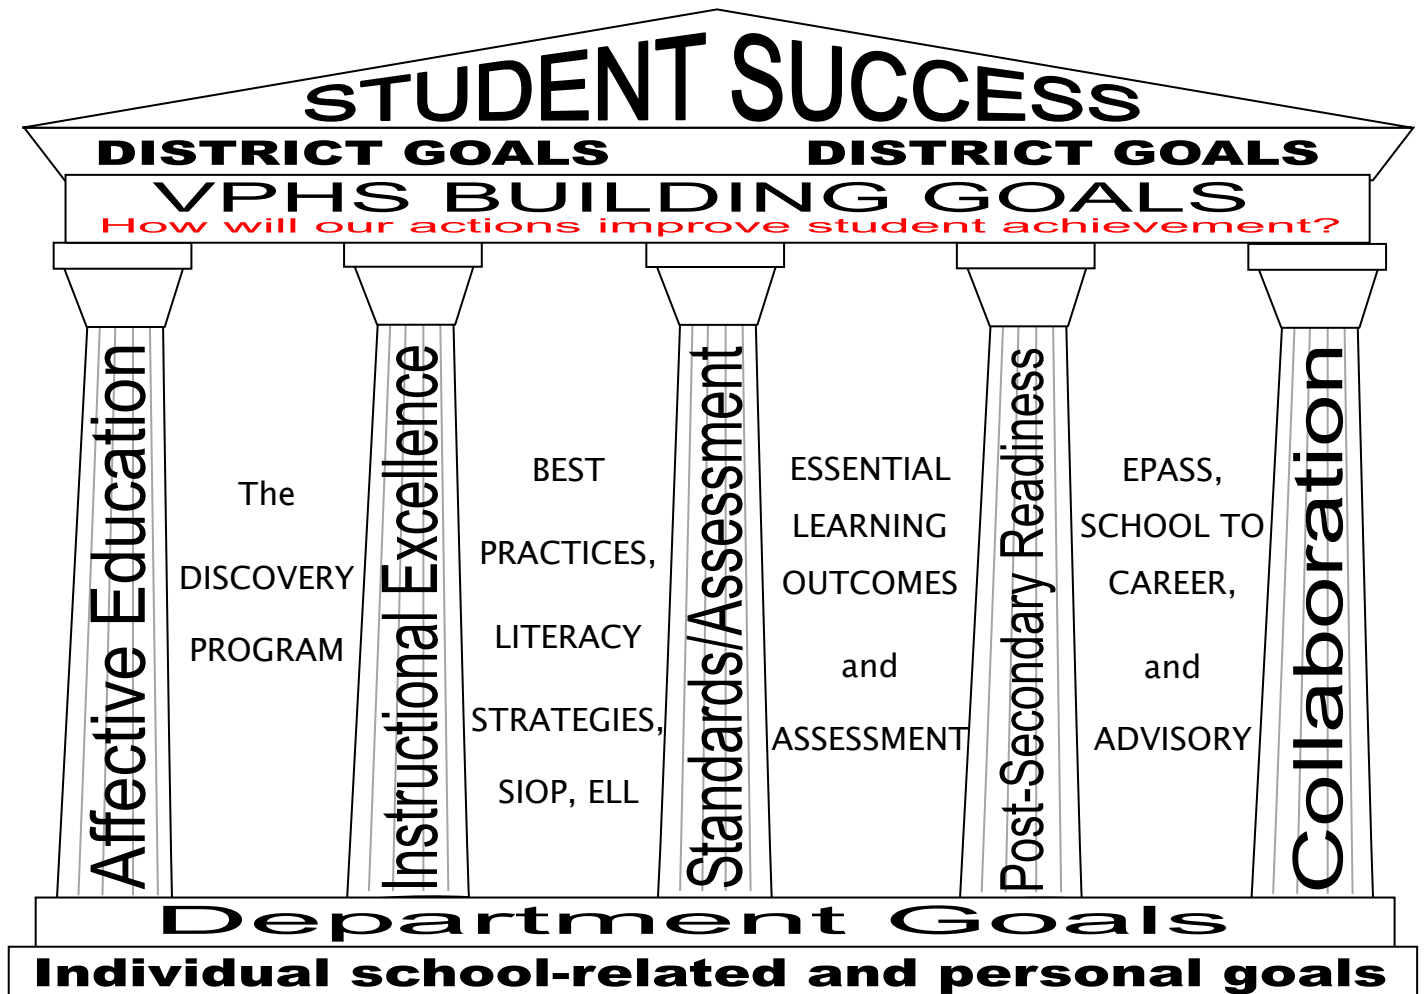 STUDENT SUCCESS
DISTRICT GOALS DISTRICT GOALS
VPHS BUILDING GOALS
How will our actions improve student achievement?
Affective Education
The
DISCOVERY
PROGRAM
Instructional Excellence
BEST
PRACTICES,
LITERACY
STRATEGIES,
SIOP, ELL
Standards/Assessment
ESSENTIAL
LEARNING
OUTCOMES
and
ASSESSMENT
Post-Secondary Readiness
EPASS,
SCHOOL TO
CAREER,
and
ADVISORY
Collaboration
Department Goals
Individual school-related and personal goals